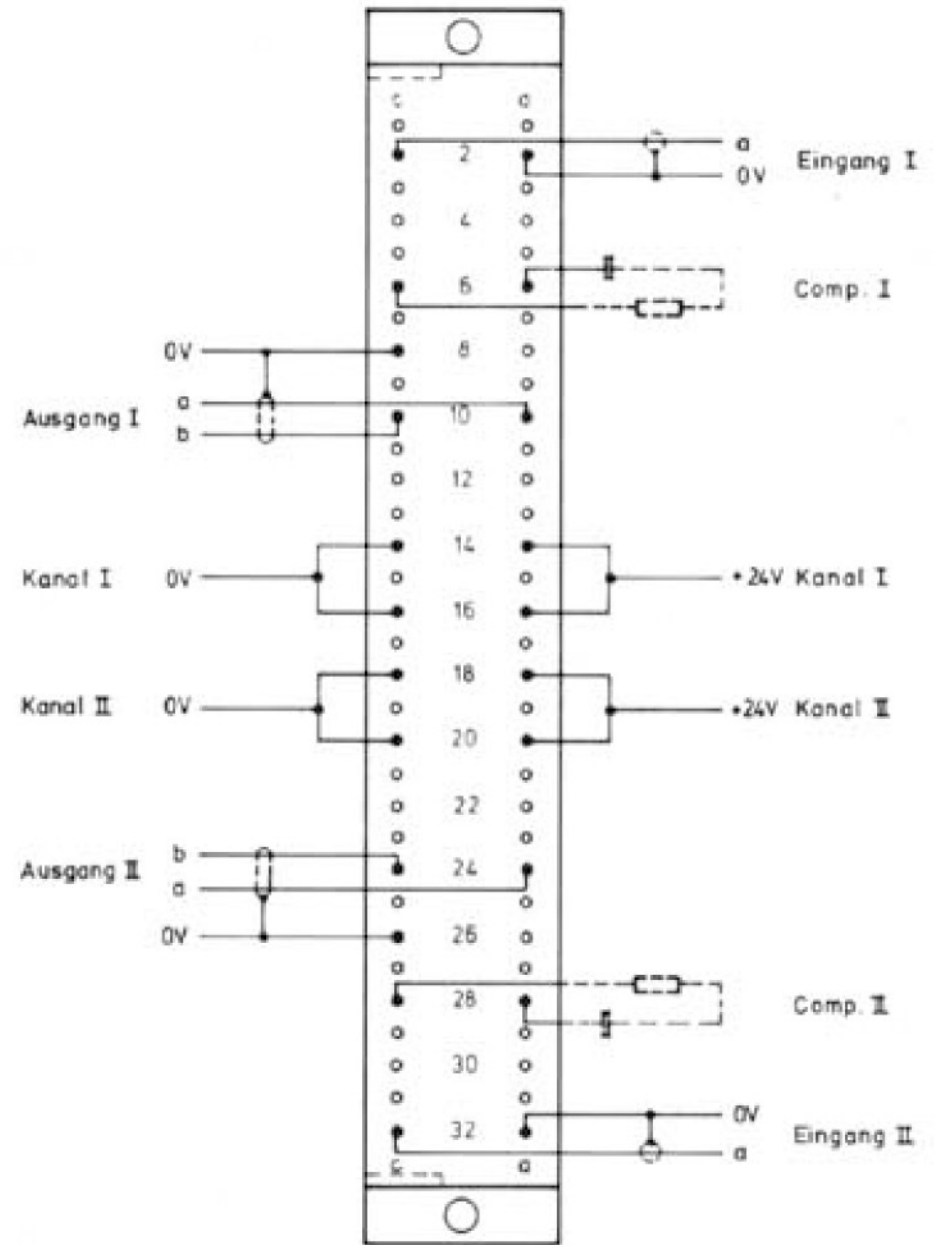 c a
a
2
0V
Eingang I
4
6
Comp. I
0V
8
a
Ausgang I
10
b
12
14
Kanal I 0V
+24V Kanal I
16
18
Kanal II 0V
+24V Kanal II
20
22
b
Ausgang II
24
a
0V
26
28
Comp. II
30
0V
32
Eingang II
a
c a